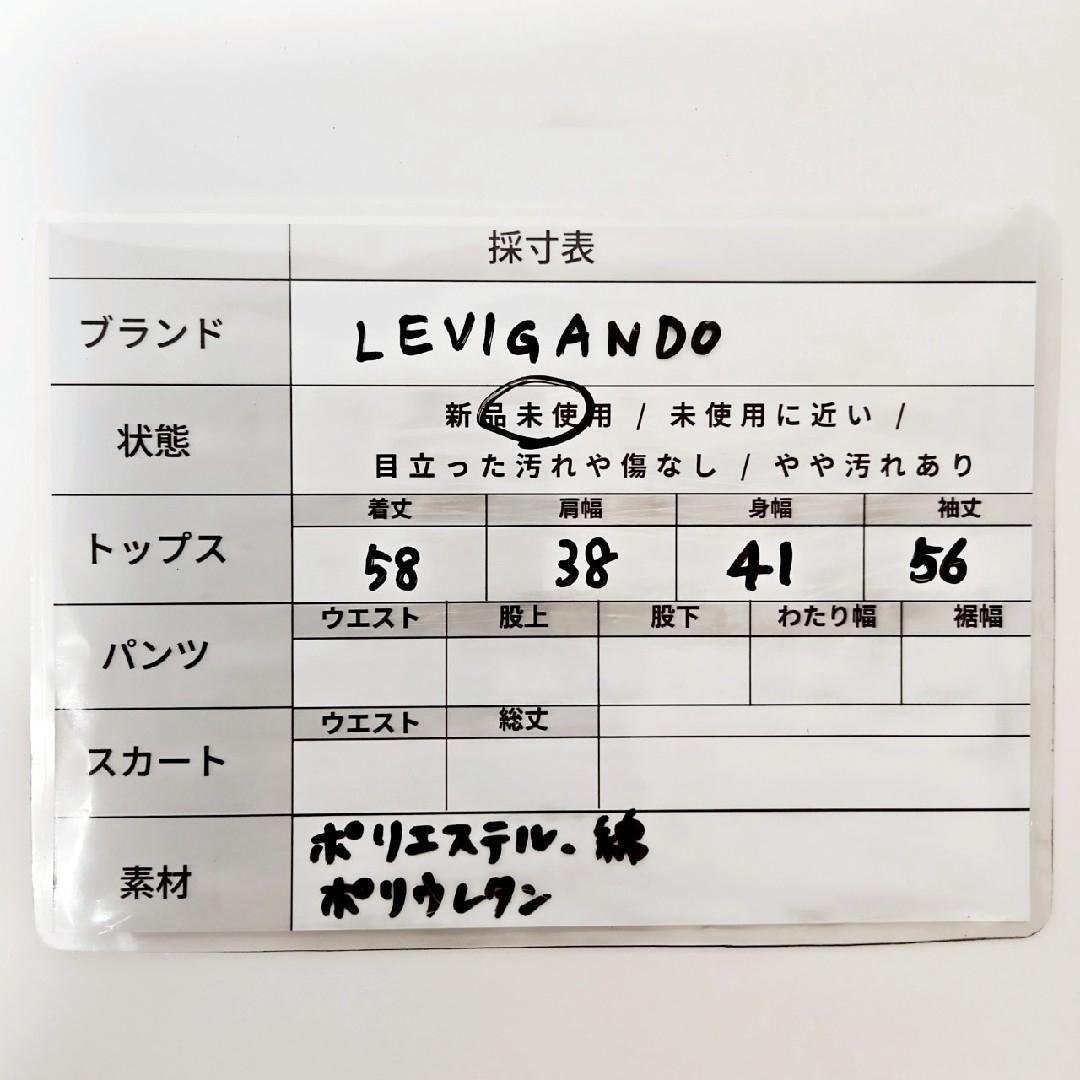 採寸表
ブランド LEVIGANDO
状態 新品未使用 / 未使用に近い /
目立った汚れや傷なし / やや汚れあり
トップス 着丈 肩幅 身幅 袖丈
58 38 41 56
パンツ ウエスト 股上 股下 わたり幅 裾幅
スカート ウエスト 総丈
素材 ポリエステル、綿
ポリウレタン